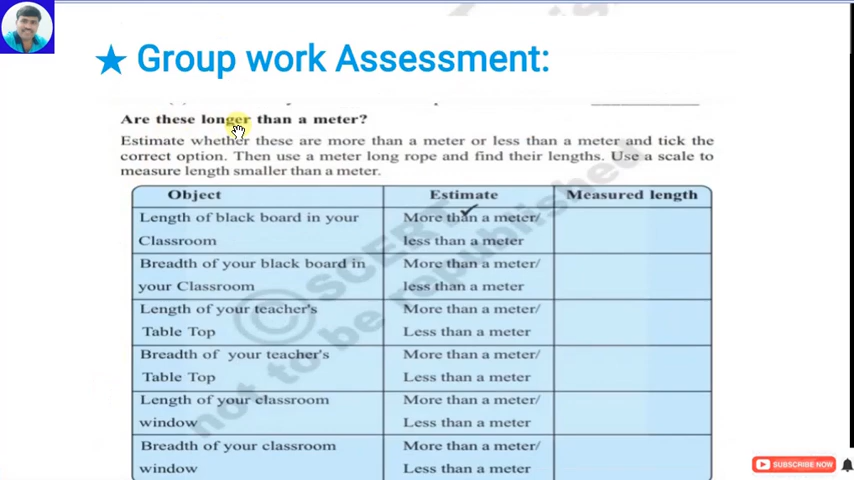 ★ Group work Assessment:
Are these longer than a meter?
Estimate whether these are more than a meter or less than a meter and tick the
correct option. Then use a meter long rope and find their lengths. Use a scale to
measure length smaller than a meter.
Object Estimate Measured length
Length of black board in your More than a meter/
Classroom less than a meter
Breadth of your black board in More than a meter/
your Classroom less than a meter
Length of your teacher's More than a meter/
Table Top Less than a meter
Breadth of your teacher's More than a meter/
Table Top Less than a meter
Length of your classroom More than a meter/
window Less than a meter
Breadth of your classroom More than a meter/
window Less than a meter
© SCERT
not to be republished
SUBSCRIBE NOW